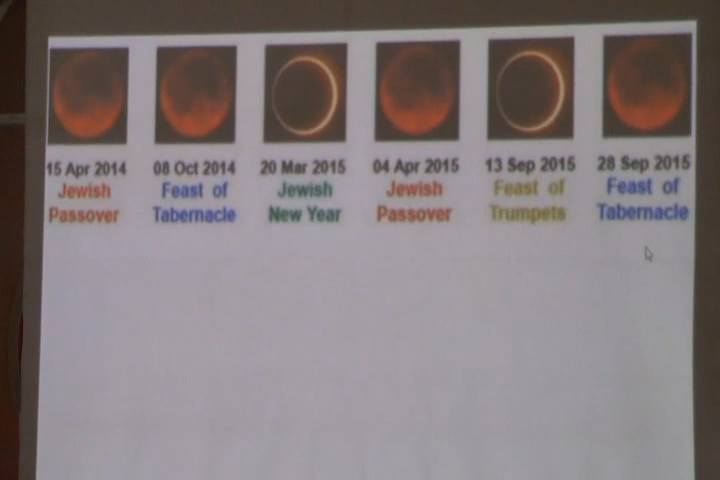 15 Apr 2014
Jewish
Passover
08 Oct 2014
Feast of
Tabernacle
20 Mar 2015
Jewish
New Year
04 Apr 2015
Jewish
Passover
13 Sep 2015
Feast of
Trumpets
28 Sep 2015
Feast of
Tabernacle